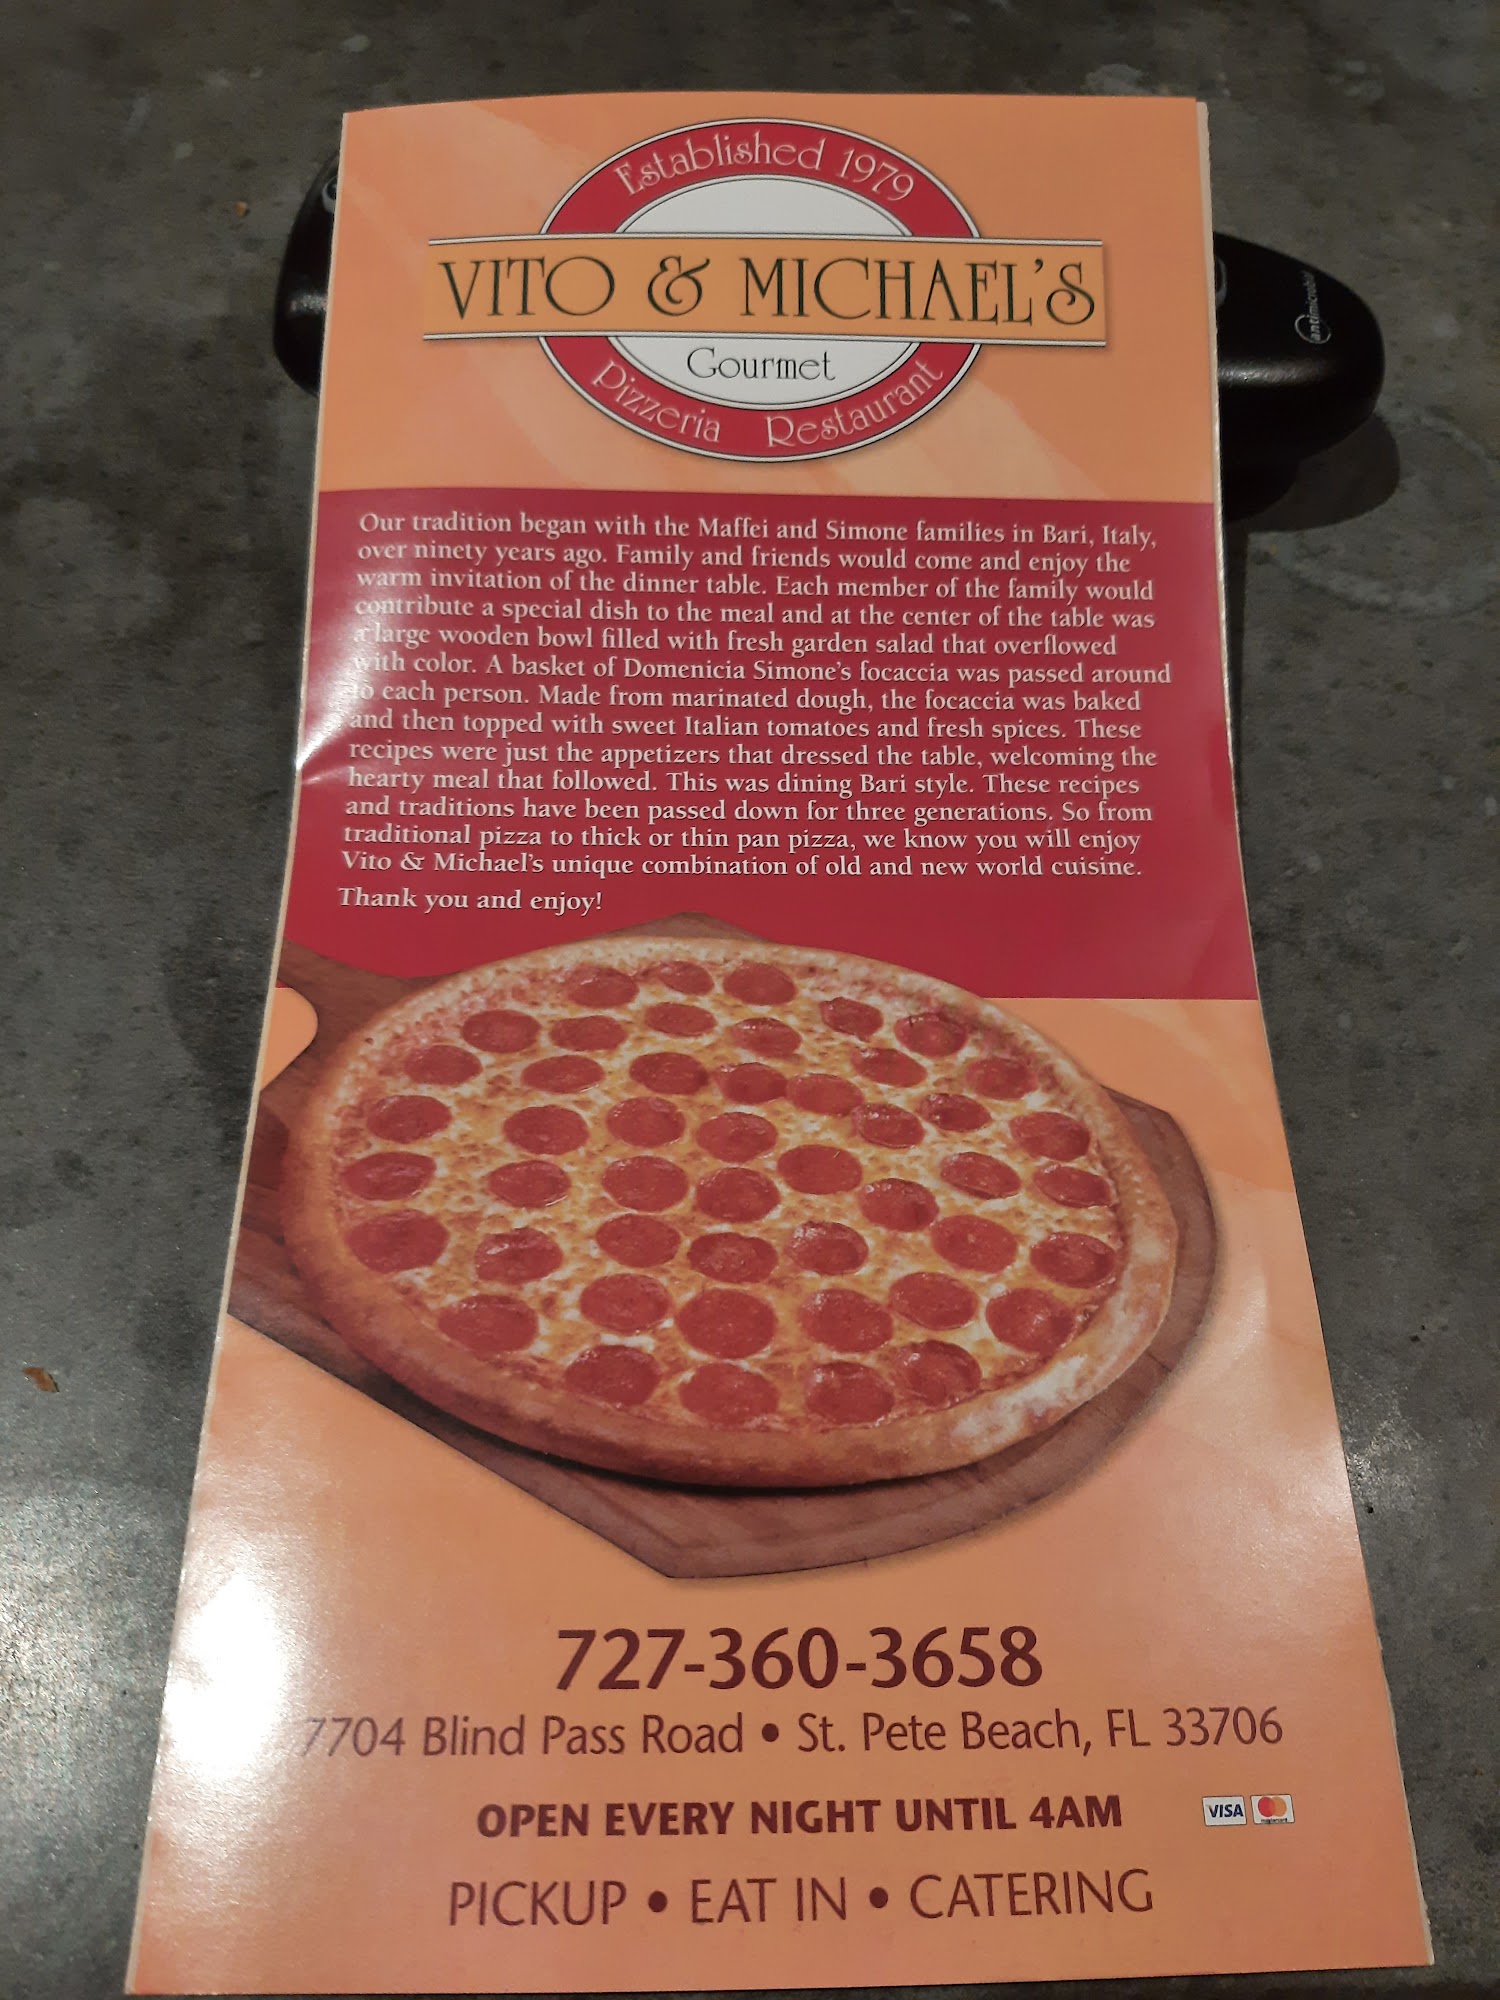 Established 1979
VITO & MICHAEL'S
Gourmet
Pizzeria Restaurant
antimicrobial
Our tradition began with the Maffei and Simone families in Bari, Italy,
over ninety years ago. Family and friends would come and enjoy the
warm invitation of the dinner table. Each member of the family would
contribute a special dish to the meal and at the center of the table was
a large wooden bowl filled with fresh garden salad that overflowed
with color. A basket of Domenicia Simone's focaccia was passed around
to each person. Made from marinated dough, the focaccia was baked
and then topped with sweet Italian tomatoes and fresh spices. These
recipes were just the appetizers that dressed the table, welcoming the
hearty meal that followed. This was dining Bari style. These recipes
and traditions have been passed down for three generations. So from
traditional pizza to thick or thin pan pizza, we know you will enjoy
Vito & Michael's unique combination of old and new world cuisine.
Thank you and enjoy!
727-360-3658
7704 Blind Pass Road • St. Pete Beach, FL 33706
OPEN EVERY NIGHT UNTIL 4AM
VISA
mastercard
PICKUP • EAT IN • CATERING